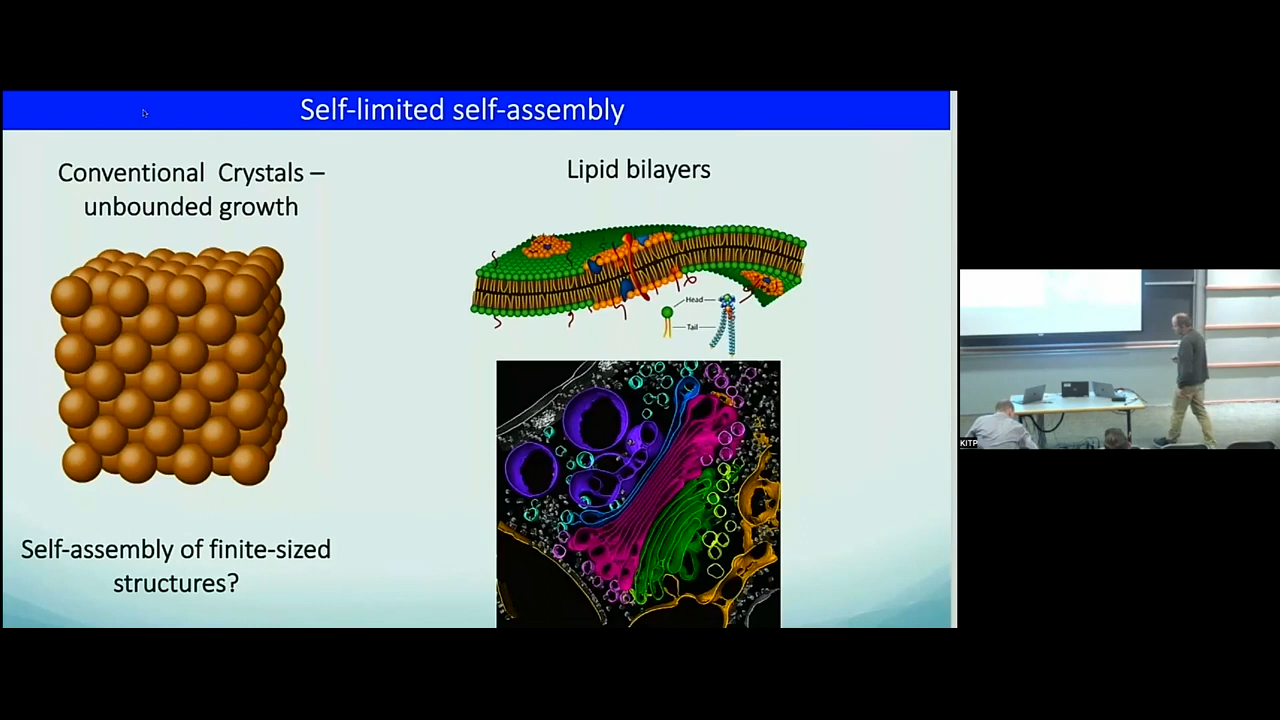 Self-limited self-assembly
Conventional Crystals –
unbounded growth
Lipid bilayers
Head
Tail
Self-assembly of finite-sized
structures?
KITP